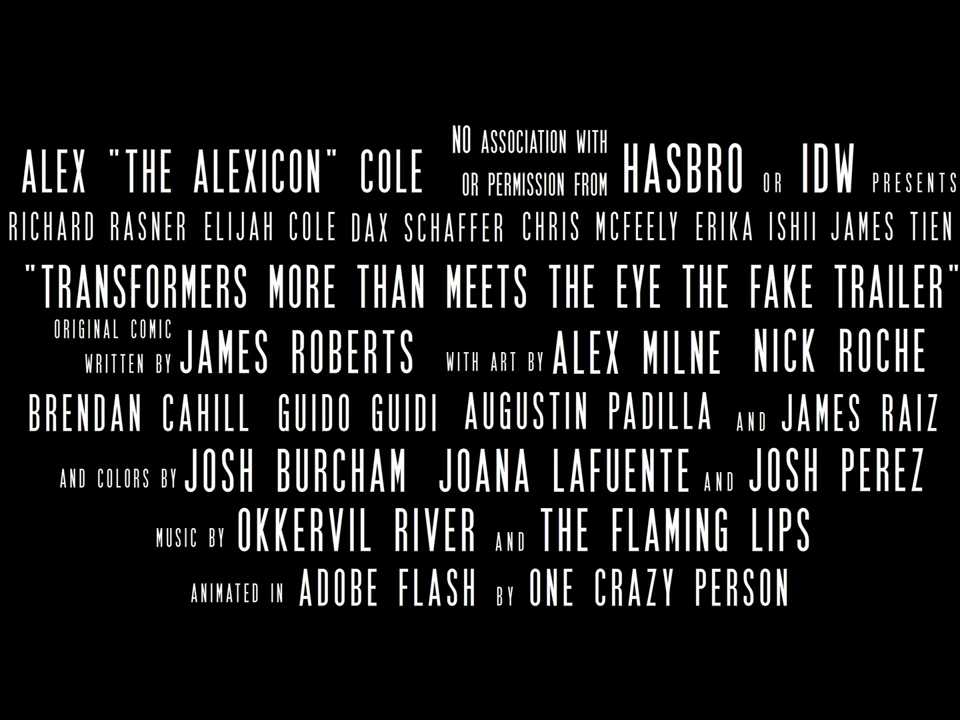 ALEX "THE ALEXICON" COLE NO ASSOCIATION WITH OR PERMISSION FROM HASBRO OR IDW PRESENTS
RICHARD RASNER ELIJAH COLE DAX SCHAFFER CHRIS MCFEELY ERIKA ISHII JAMES TIEN
"TRANSFORMERS MORE THAN MEETS THE EYE THE FAKE TRAILER"
ORIGINAL COMIC WRITTEN BY JAMES ROBERTS WITH ART BY ALEX MILNE NICK ROCHE
BRENDAN CAHILL GUIDO GUIDI AUGUSTIN PADILLA AND JAMES RAIZ
AND COLORS BY JOSH BURCHAM JOANA LAFUENTE AND JOSH PEREZ
MUSIC BY OKKERVIL RIVER AND THE FLAMING LIPS
ANIMATED IN ADOBE FLASH BY ONE CRAZY PERSON